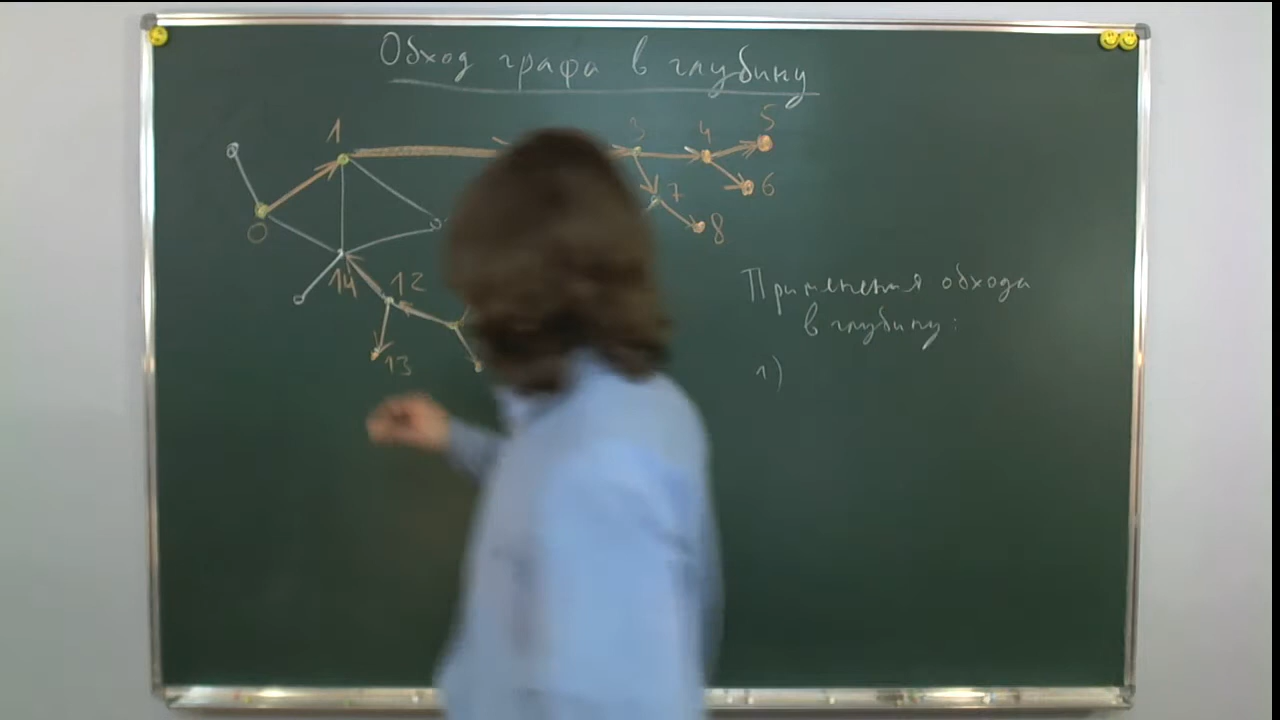 Обход графа в глубину
1 3 4 5
0 7 6
8
14 12
13
Применения обхода
в глубину:
1)